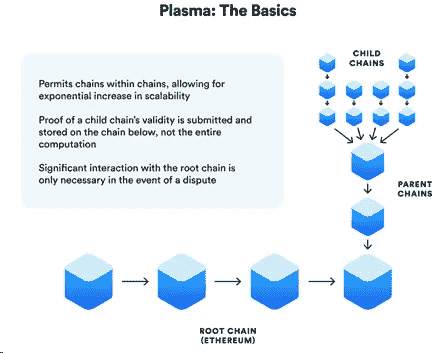 Plasma: The Basics
CHILD
CHAINS
Permits chains within chains, allowing for
exponential increase in scalability
Proof of a child chain's validity is submitted and
stored on the chain below, not the entire
computation
Significant interaction with the root chain is
only necessary in the event of a dispute
PARENT
CHAINS
ROOT CHAIN
(ETHEREUM)